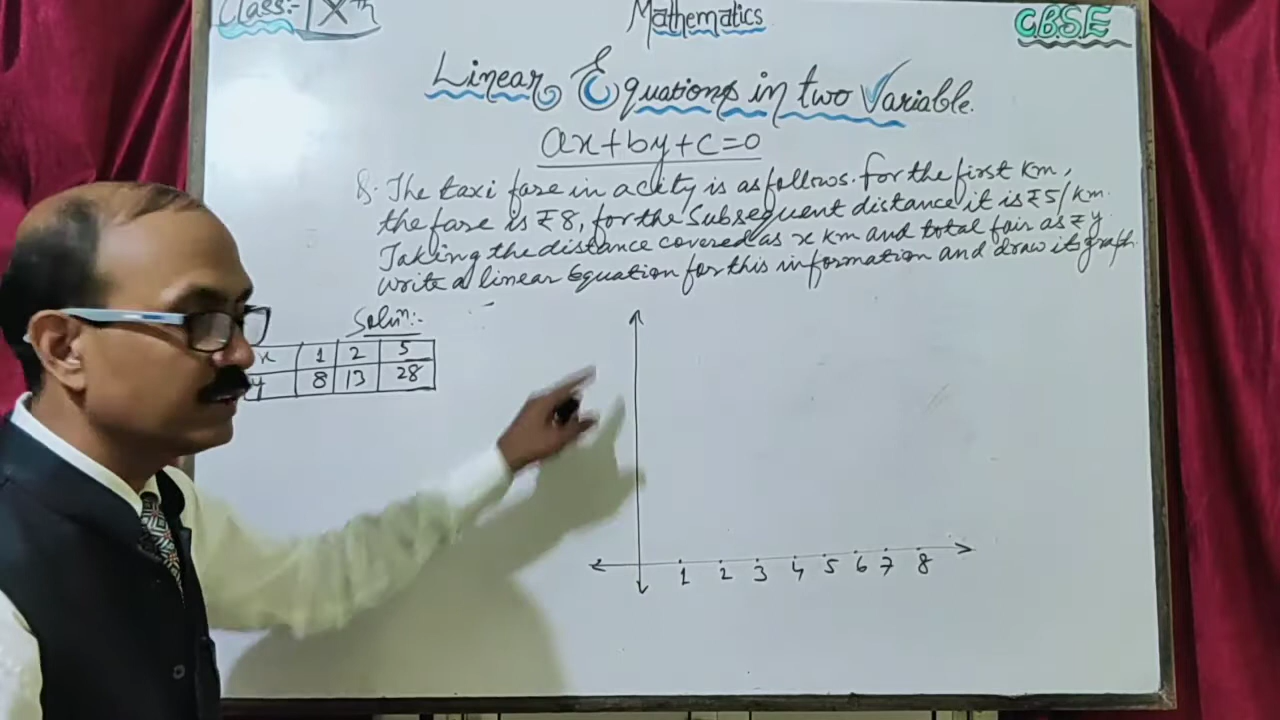 Class:- Xth
Mathematics
C.B.S.E
Linear Equations in two Variable.
ax+by+c=0
Q. The taxi fare in a city is as follows. for the first Km,
the fare is ₹8, for the subsequent distance it is ₹5/km.
Taking the distance covered as x km and total fair as ₹y.
write a linear Equation for this information and draw its graph.
Solun:-
x 1 2 5
y 8 13 28
1 2 3 4 5 6 7 8